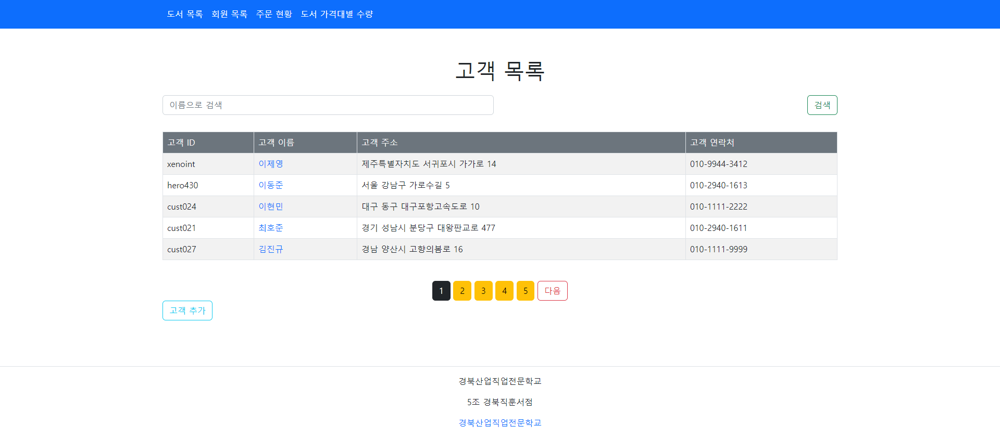 도서 목록 회원 목록 주문 현황 도서 가격대별 수량
고객 목록
이름으로 검색 검색
고객 ID 고객 이름 고객 주소 고객 연락처
xenoint 이제영 제주특별자치도 서귀포시 가가로 14 010-9944-3412
hero430 이동준 서울 강남구 가로수길 5 010-2940-1613
cust024 이현민 대구 동구 대구포항고속도로 10 010-1111-2222
cust021 최호준 경기 성남시 분당구 대왕판교로 477 010-2940-1611
cust027 김진규 경남 양산시 고향의봄로 16 010-1111-9999
1 2 3 4 5 다음
고객 추가
경북산업직업전문학교
5조 경북직훈서점
경북산업직업전문학교